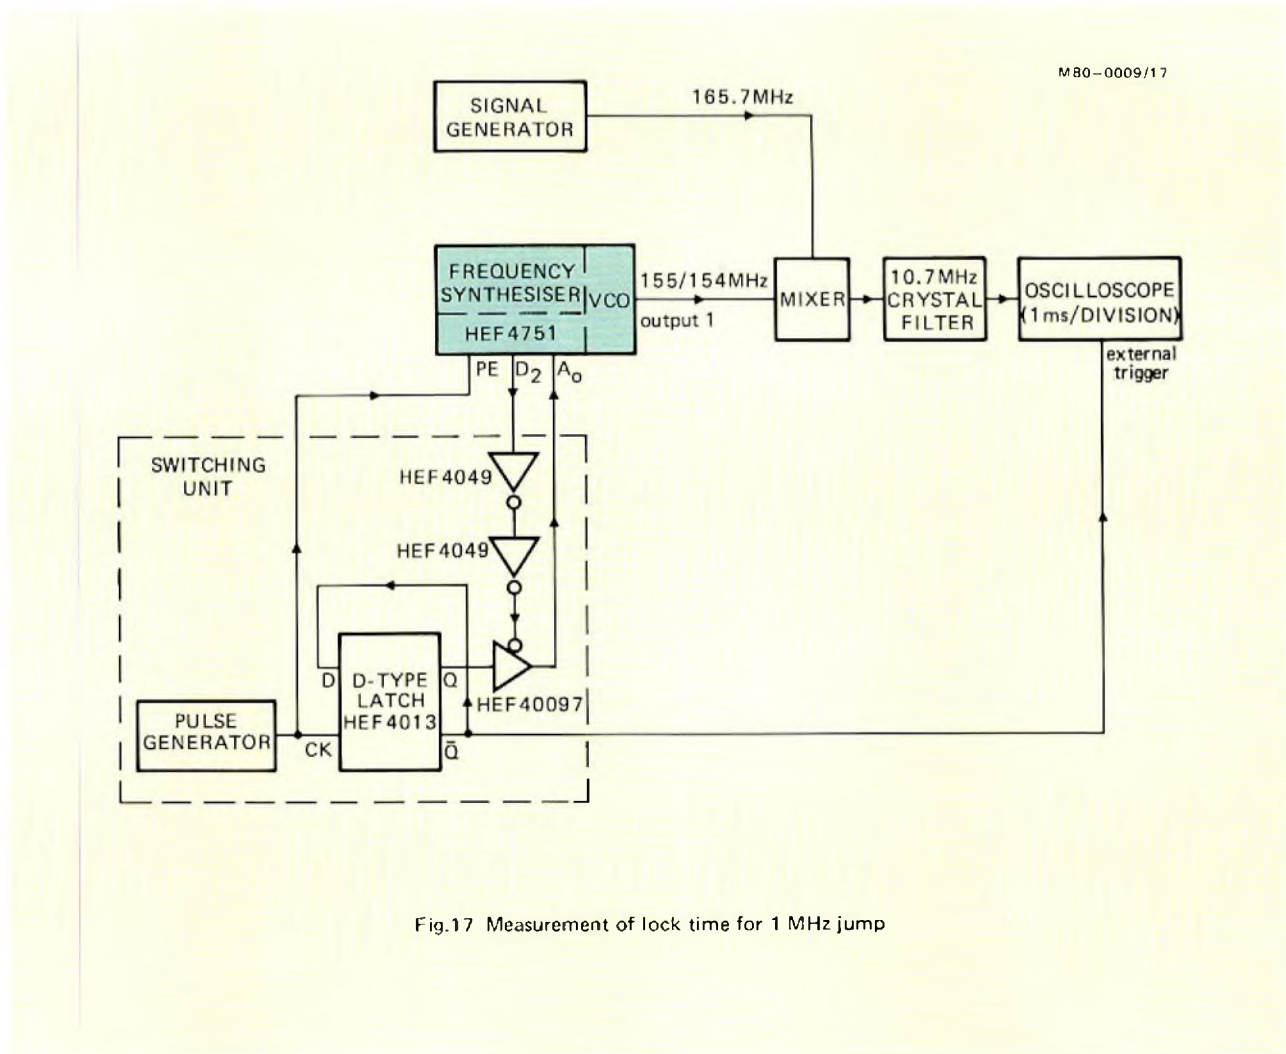 M80-0009/17
SIGNAL
GENERATOR
165.7MHz
FREQUENCY
SYNTHESISER
VCO
HEF4751
155/154MHz
output 1
MIXER
10.7MHz
CRYSTAL
FILTER
OSCILLOSCOPE
(1ms/DIVISION)
external
trigger
PE
D2
Ao
SWITCHING
UNIT
HEF4049
HEF4049
D
D-TYPE
LATCH
HEF4013
Q
HEF40097
PULSE
GENERATOR
CK
Q̄
Fig.17 Measurement of lock time for 1 MHz jump